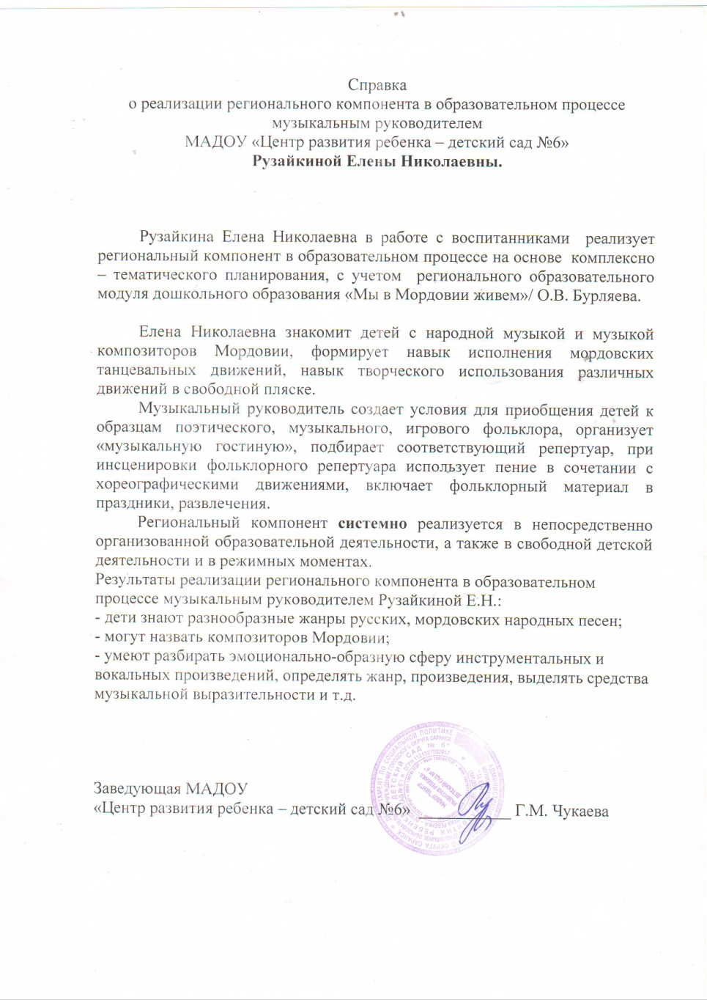 Справка
о реализации регионального компонента в образовательном процессе
музыкальным руководителем
МАДОУ «Центр развития ребенка – детский сад №6»
Рузайкиной Елены Николаевны.
Рузайкина Елена Николаевна в работе с воспитанниками реализует
региональный компонент в образовательном процессе на основе комплексно
– тематического планирования, с учетом регионального образовательного
модуля дошкольного образования «Мы в Мордовии живем»/ О.В. Бурляева.
Елена Николаевна знакомит детей с народной музыкой и музыкой
композиторов Мордовии, формирует навык исполнения мордовских
танцевальных движений, навык творческого использования различных
движений в свободной пляске.
Музыкальный руководитель создает условия для приобщения детей к
образцам поэтического, музыкального, игрового фольклора, организует
«музыкальную гостиную», подбирает соответствующий репертуар, при
инсценировки фольклорного репертуара использует пение в сочетании с
хореографическими движениями, включает фольклорный материал в
праздники, развлечения.
Региональный компонент системно реализуется в непосредственно
организованной образовательной деятельности, а также в свободной детской
деятельности и в режимных моментах.
Результаты реализации регионального компонента в образовательном
процессе музыкальным руководителем Рузайкиной Е.Н.:
- дети знают разнообразные жанры русских, мордовских народных песен;
- могут назвать композиторов Мордовии;
- умеют разбирать эмоционально-образную сферу инструментальных и
вокальных произведений, определять жанр, произведения, выделять средства
музыкальной выразительности и т.д.
Заведующая МАДОУ
«Центр развития ребенка – детский сад №6» ____________ Г.М. Чукаева